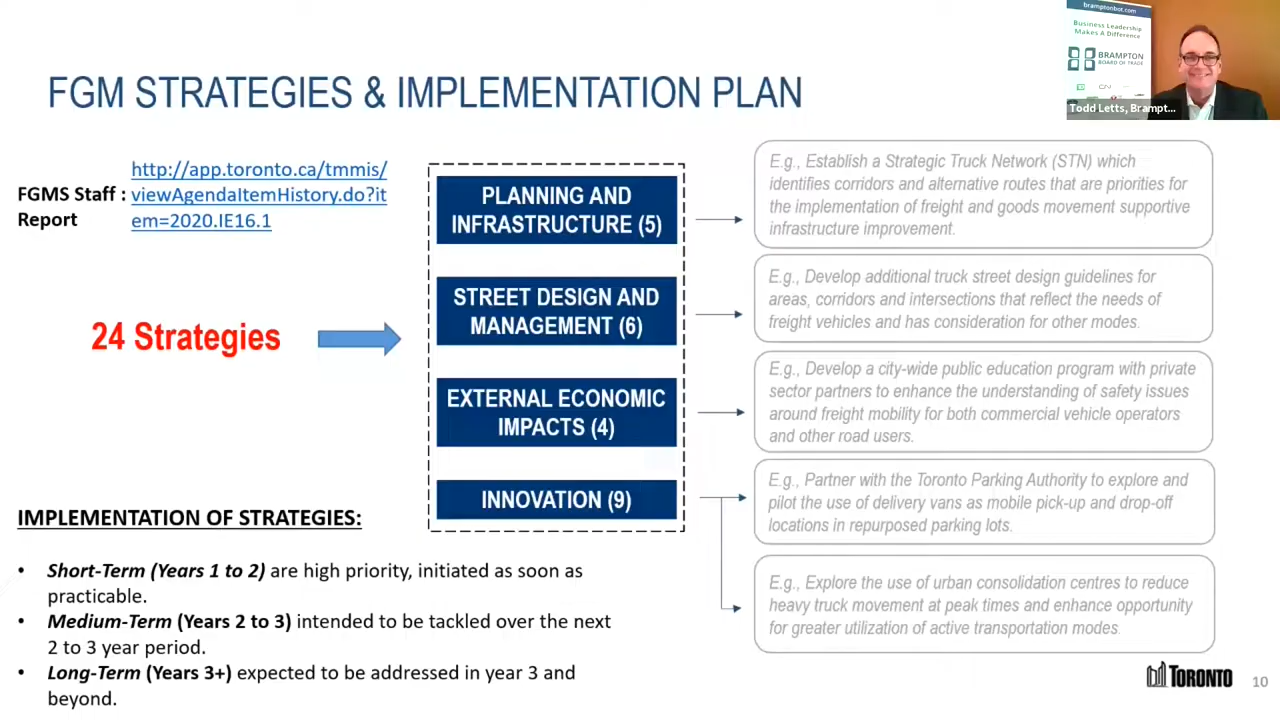 bramptonbot.com
Business Leadership
Makes A Difference
BRAMPTON
BOARD OF TRADE
CN
Todd Letts, Brampt...
FGM STRATEGIES & IMPLEMENTATION PLAN
FGMS Staff :
Report
http://app.toronto.ca/tmmis/
viewAgendaItemHistory.do?it
em=2020.IE16.1
24 Strategies
PLANNING AND
INFRASTRUCTURE (5)
STREET DESIGN AND
MANAGEMENT (6)
EXTERNAL ECONOMIC
IMPACTS (4)
INNOVATION (9)
E.g., Establish a Strategic Truck Network (STN) which
identifies corridors and alternative routes that are priorities for
the implementation of freight and goods movement supportive
infrastructure improvement.
E.g., Develop additional truck street design guidelines for
areas, corridors and intersections that reflect the needs of
freight vehicles and has consideration for other modes.
E.g., Develop a city-wide public education program with private
sector partners to enhance the understanding of safety issues
around freight mobility for both commercial vehicle operators
and other road users.
E.g., Partner with the Toronto Parking Authority to explore and
pilot the use of delivery vans as mobile pick-up and drop-off
locations in repurposed parking lots.
E.g., Explore the use of urban consolidation centres to reduce
heavy truck movement at peak times and enhance opportunity
for greater utilization of active transportation modes.
IMPLEMENTATION OF STRATEGIES:
• Short-Term (Years 1 to 2) are high priority, initiated as soon as
practicable.
• Medium-Term (Years 2 to 3) intended to be tackled over the next
2 to 3 year period.
• Long-Term (Years 3+) expected to be addressed in year 3 and
beyond.
TORONTO
10